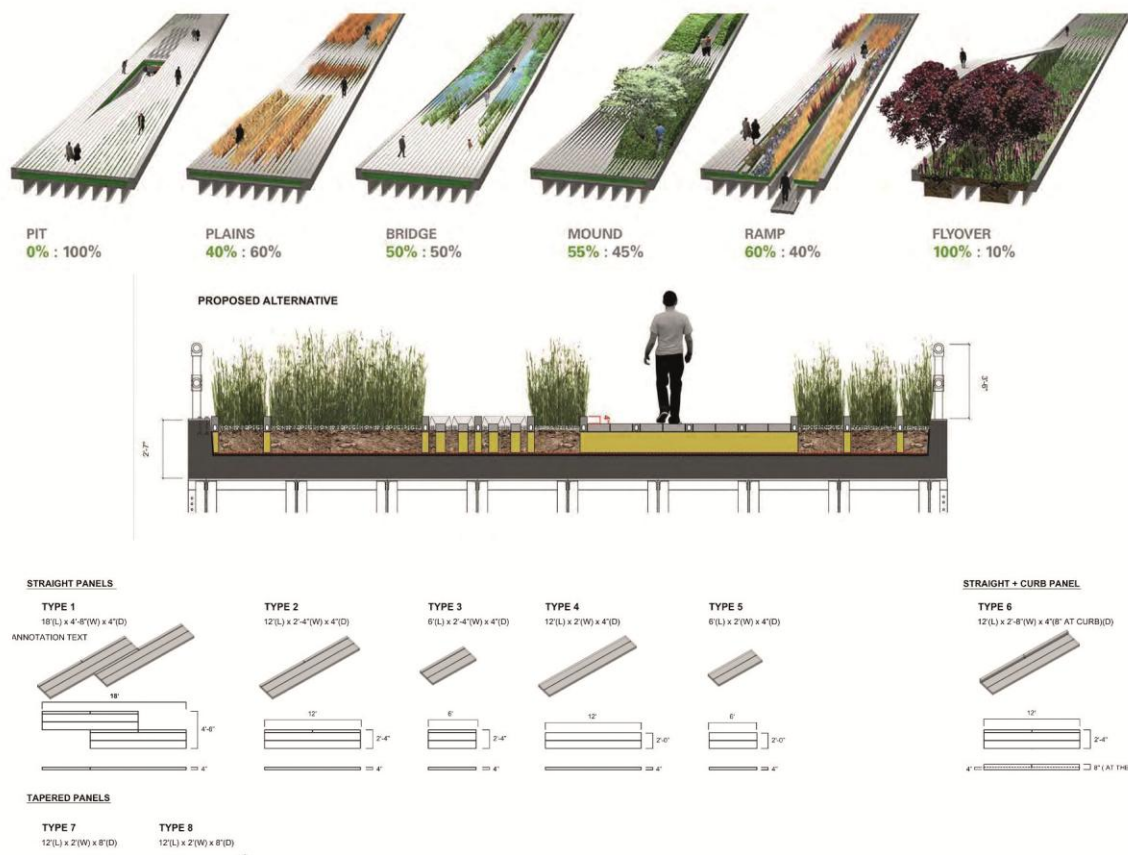 PIT
0% : 100%
PLAINS
40% : 60%
BRIDGE
50% : 50%
MOUND
55% : 45%
RAMP
60% : 40%
FLYOVER
100% : 10%
PROPOSED ALTERNATIVE
3'-6"
2'-7"
STRAIGHT PANELS
STRAIGHT + CURB PANEL
TYPE 1
18'(L) x 4'-8"(W) x 4"(D)
ANNOTATION TEXT
18'
4'-8"
4"
TYPE 2
12'(L) x 2'-4"(W) x 4"(D)
12'
2'-4"
4"
TYPE 3
6'(L) x 2'-4"(W) x 4"(D)
6'
2'-4"
4"
TYPE 4
12'(L) x 2'(W) x 4"(D)
12'
2'-0"
4"
TYPE 5
6'(L) x 2'(W) x 4"(D)
6'
2'-0"
4"
TYPE 6
12'(L) x 2'-8"(W) x 4"(8" AT CURB)(D)
12'
2'-4"
4"
8" ( AT THE
TAPERED PANELS
TYPE 7
12'(L) x 2'(W) x 8"(D)
TYPE 8
12'(L) x 2'(W) x 8"(D)